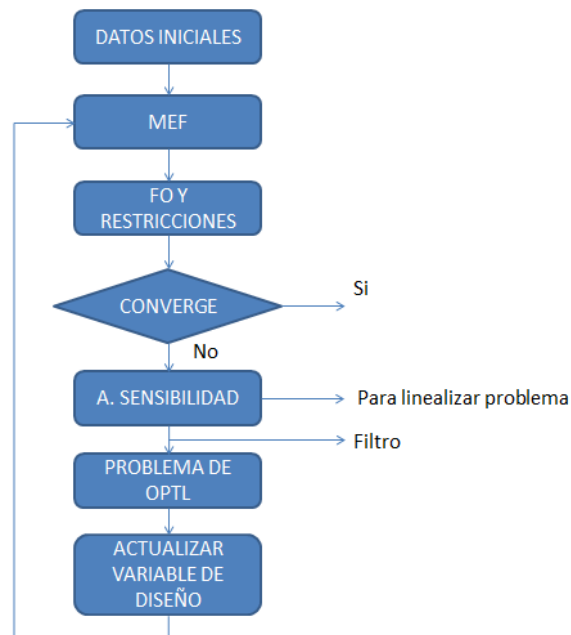 DATOS INICIALES
MEF
FO Y
RESTRICCIONES
CONVERGE
Si
No
A. SENSIBILIDAD
Para linealizar problema
Filtro
PROBLEMA DE
OPTL
ACTUALIZAR
VARIABLE DE
DISEÑO